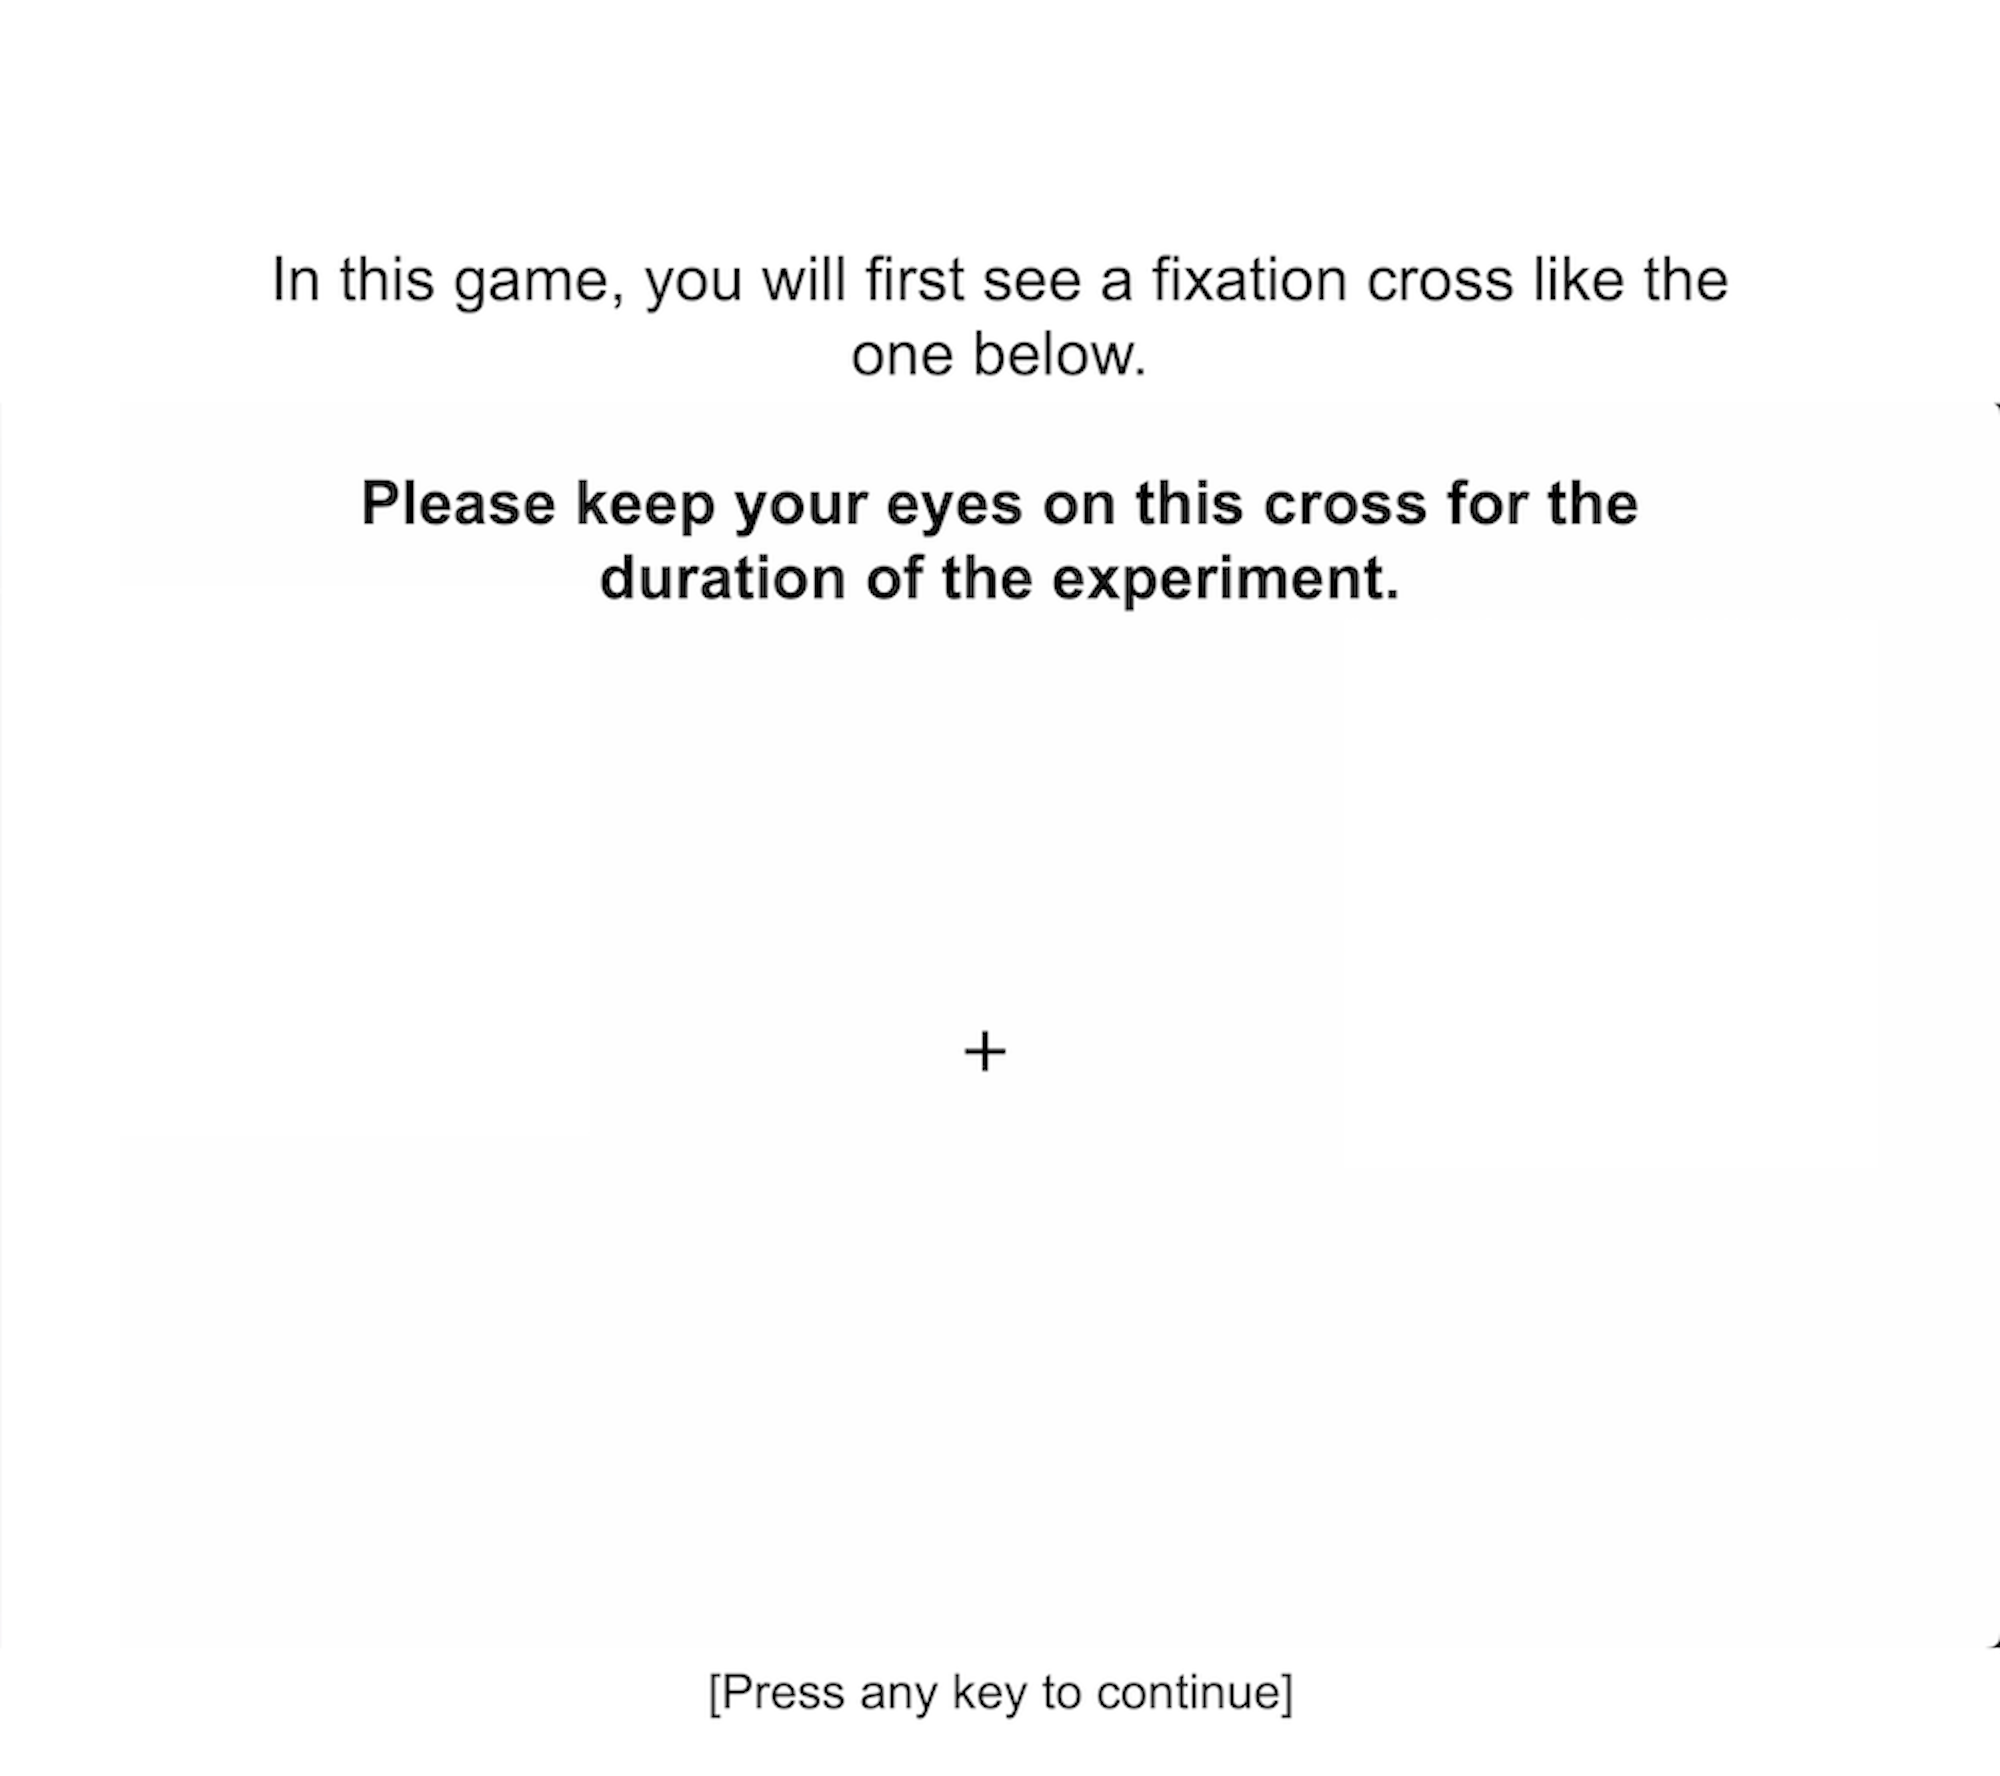 In this game, you will first see a fixation cross like the
one below.
Please keep your eyes on this cross for the
duration of the experiment.
+
[Press any key to continue]